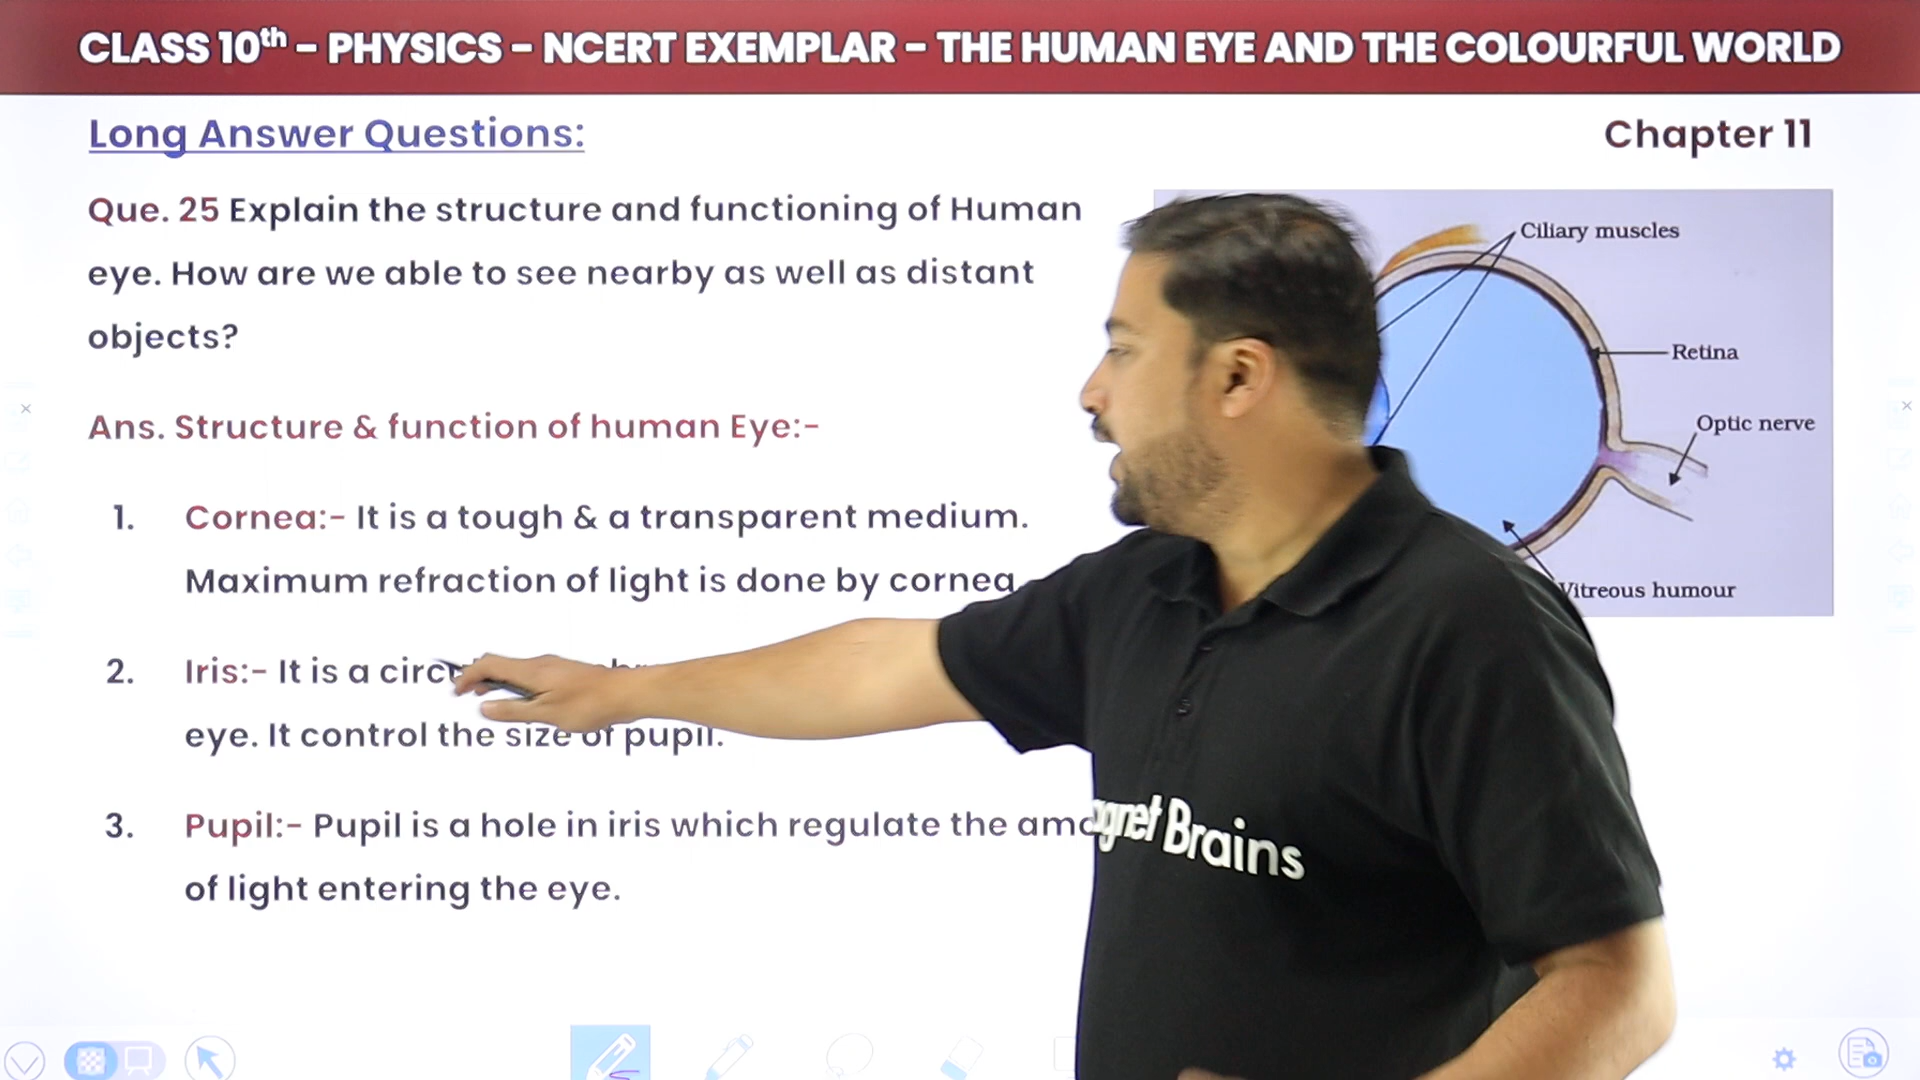 CLASS 10th – PHYSICS – NCERT EXEMPLAR – THE HUMAN EYE AND THE COLOURFUL WORLD
Long Answer Questions:
Chapter 11
Que. 25 Explain the structure and functioning of Human
eye. How are we able to see nearby as well as distant
objects?
Ans. Structure & function of human Eye:-
1. Cornea:- It is a tough & a transparent medium.
Maximum refraction of light is done by cornea
2. Iris:- It is a
eye. It control the size of pupil.
3. Pupil:- Pupil is a hole in iris which regulate the
of light entering the eye.
Ciliary muscles
Retina
Optic nerve
Vitreous humour
Brains